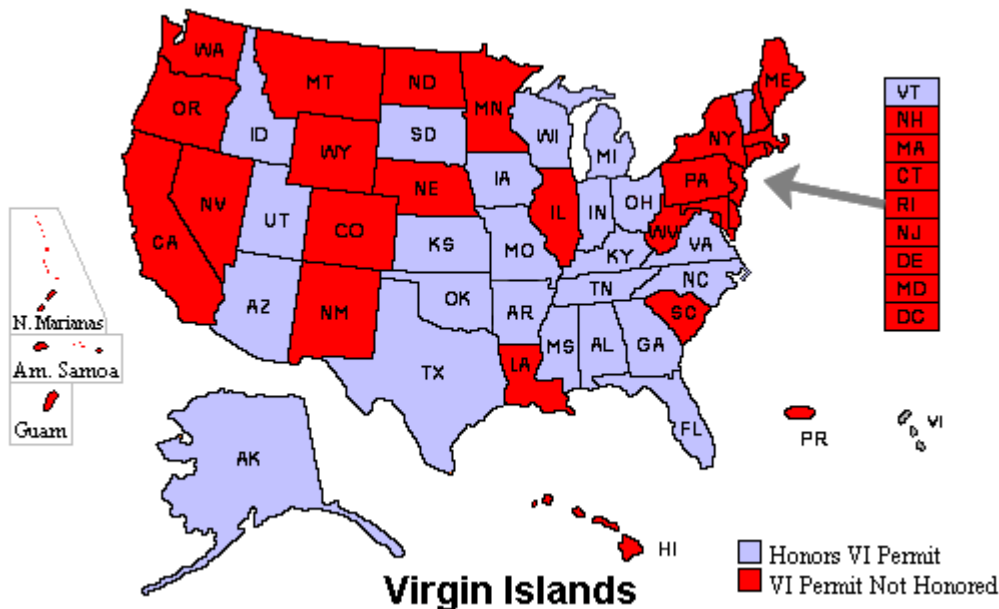 WA
MT
ND
MN
ME
VT
OR
ID
SD
WI
MI
NY
NH
WY
MA
IA
PA
CT
NV
UT
NE
IL
IN
OH
RI
CA
CO
KS
MO
WV
VA
NJ
KY
DE
AZ
NM
OK
AR
TN
NC
MD
SC
DC
N. Marianas
MS
AL
GA
Am. Samoa
TX
LA
Guam
FL
PR
VI
AK
HI
Honors VI Permit
VI Permit Not Honored
Virgin Islands